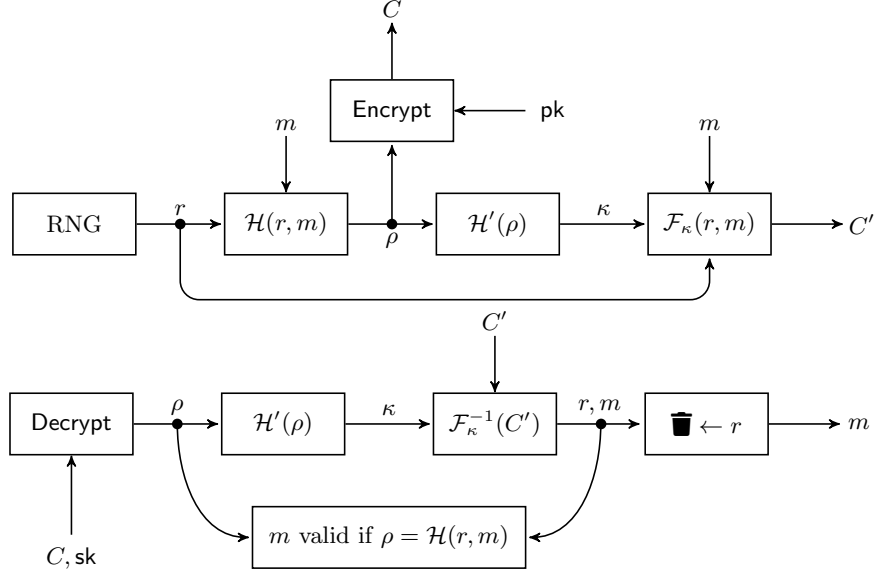 C
Encrypt
pk
m
m
RNG
r
ℋ(r, m)
ρ
ℋ′(ρ)
κ
ℱ_κ(r, m)
C′
C′
Decrypt
ρ
ℋ′(ρ)
κ
ℱ_κ^{-1}(C′)
r, m
← r
m
m valid if ρ = ℋ(r, m)
C, sk